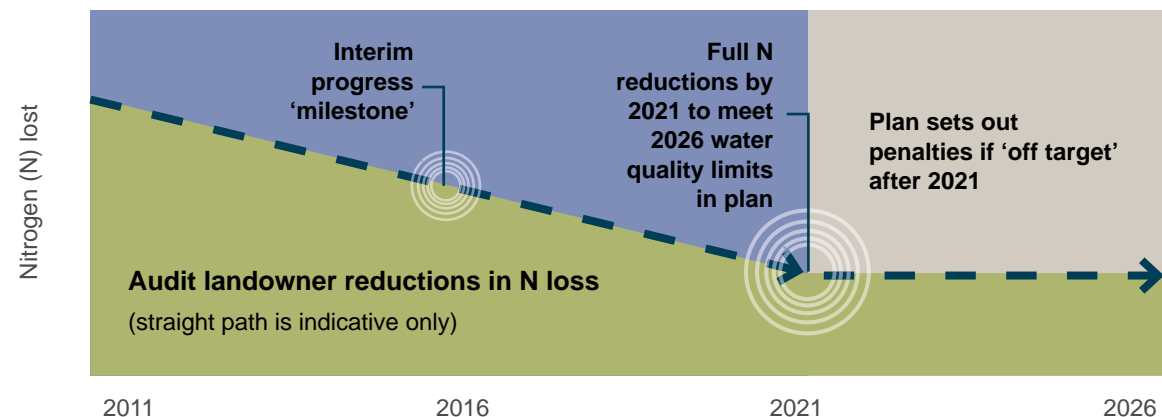 Nitrogen (N) lost
Interim
progress
‘milestone’
Full N
reductions by
2021 to meet
2026 water
quality limits
in plan
Plan sets out
penalties if ‘off target’
after 2021
Audit landowner reductions in N loss
(straight path is indicative only)
2011
2016
2021
2026